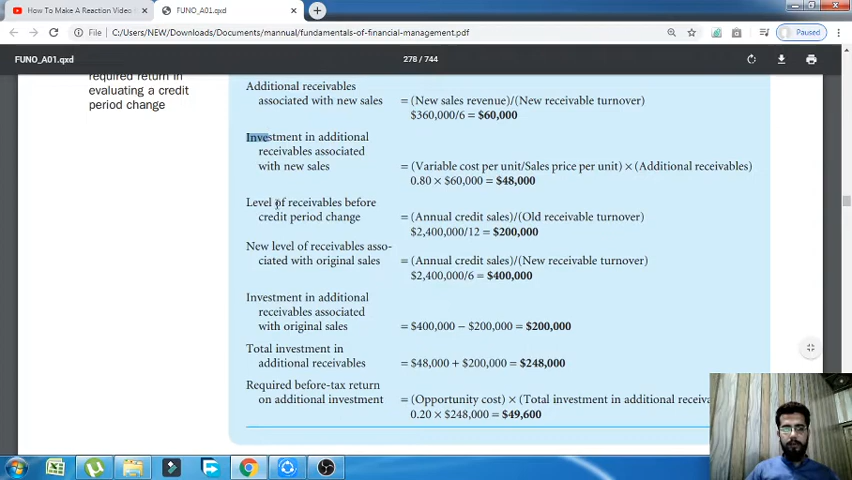 How To Make A Reaction Video
FUNO_A01.qxd
File
C:/Users/NEW/Downloads/Documents/mannual/fundamentals-of-financial-management.pdf
Paused
FUNO_A01.qxd
278 / 744
required return in
evaluating a credit
period change
Additional receivables
associated with new sales = (New sales revenue)/(New receivable turnover)
$360,000/6 = $60,000
Investment in additional
receivables associated
with new sales = (Variable cost per unit/Sales price per unit) × (Additional receivables)
0.80 × $60,000 = $48,000
Level of receivables before
credit period change = (Annual credit sales)/(Old receivable turnover)
$2,400,000/12 = $200,000
New level of receivables asso-
ciated with original sales = (Annual credit sales)/(New receivable turnover)
$2,400,000/6 = $400,000
Investment in additional
receivables associated
with original sales = $400,000 − $200,000 = $200,000
Total investment in
additional receivables = $48,000 + $200,000 = $248,000
Required before-tax return
on additional investment = (Opportunity cost) × (Total investment in additional receiva
0.20 × $248,000 = $49,600